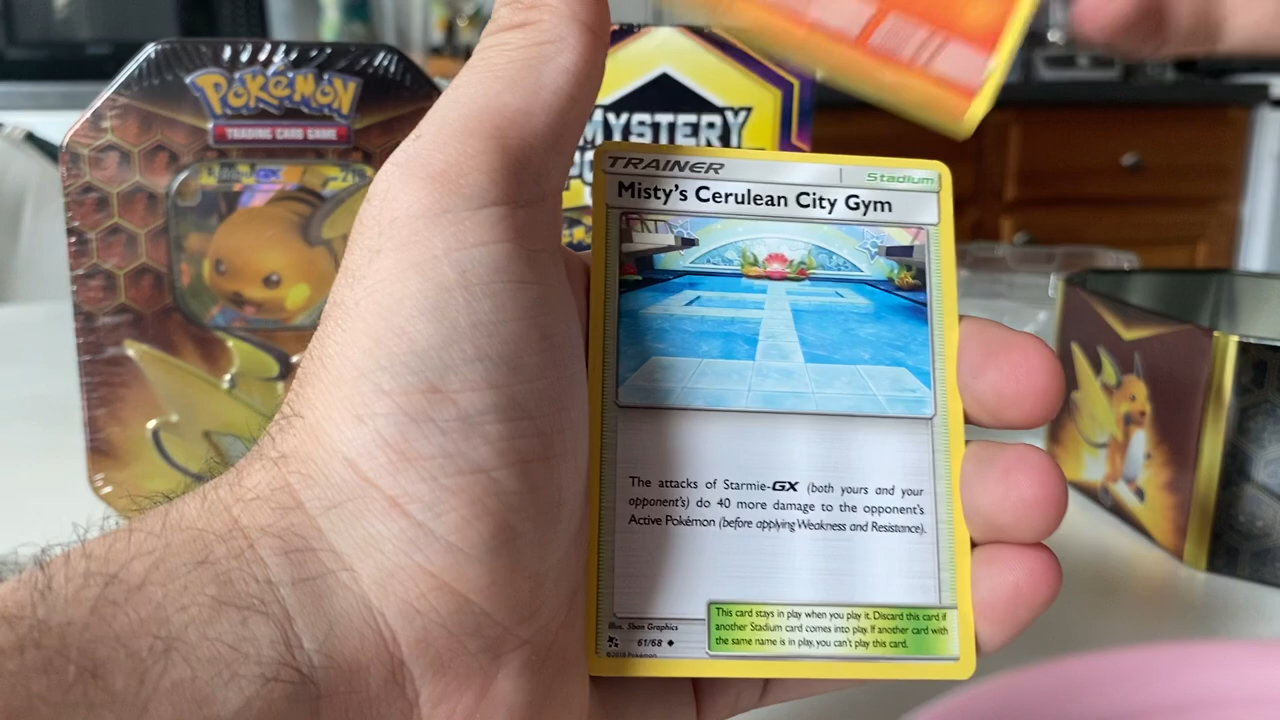 POKéMON
TRADING CARD GAME
MYSTERY
TRAINER
Stadium
Misty's Cerulean City Gym
The attacks of Starmie-GX (both yours and your
opponent's) do 40 more damage to the opponent's
Active Pokémon (before applying Weakness and Resistance).
This card stays in play when you play it. Discard this card if
another Stadium card comes into play. If another card with
the same name is in play, you can't play this card.
Illus. Sban Graphics
61/68
©2019 Pokémon